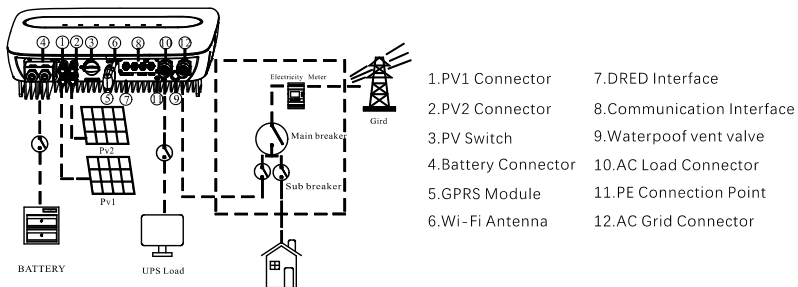 4 1 2 3 6 8 10 12
5 7 11 9
Electricity Meter
Gird
Main breaker
Sub breaker
Pv2
Pv1
BATTERY
UPS Load
1.PV1 Connector
2.PV2 Connector
3.PV Switch
4.Battery Connector
5.GPRS Module
6.Wi-Fi Antenna
7.DRED Interface
8.Communication Interface
9.Waterpoof vent valve
10.AC Load Connector
11.PE Connection Point
12.AC Grid Connector